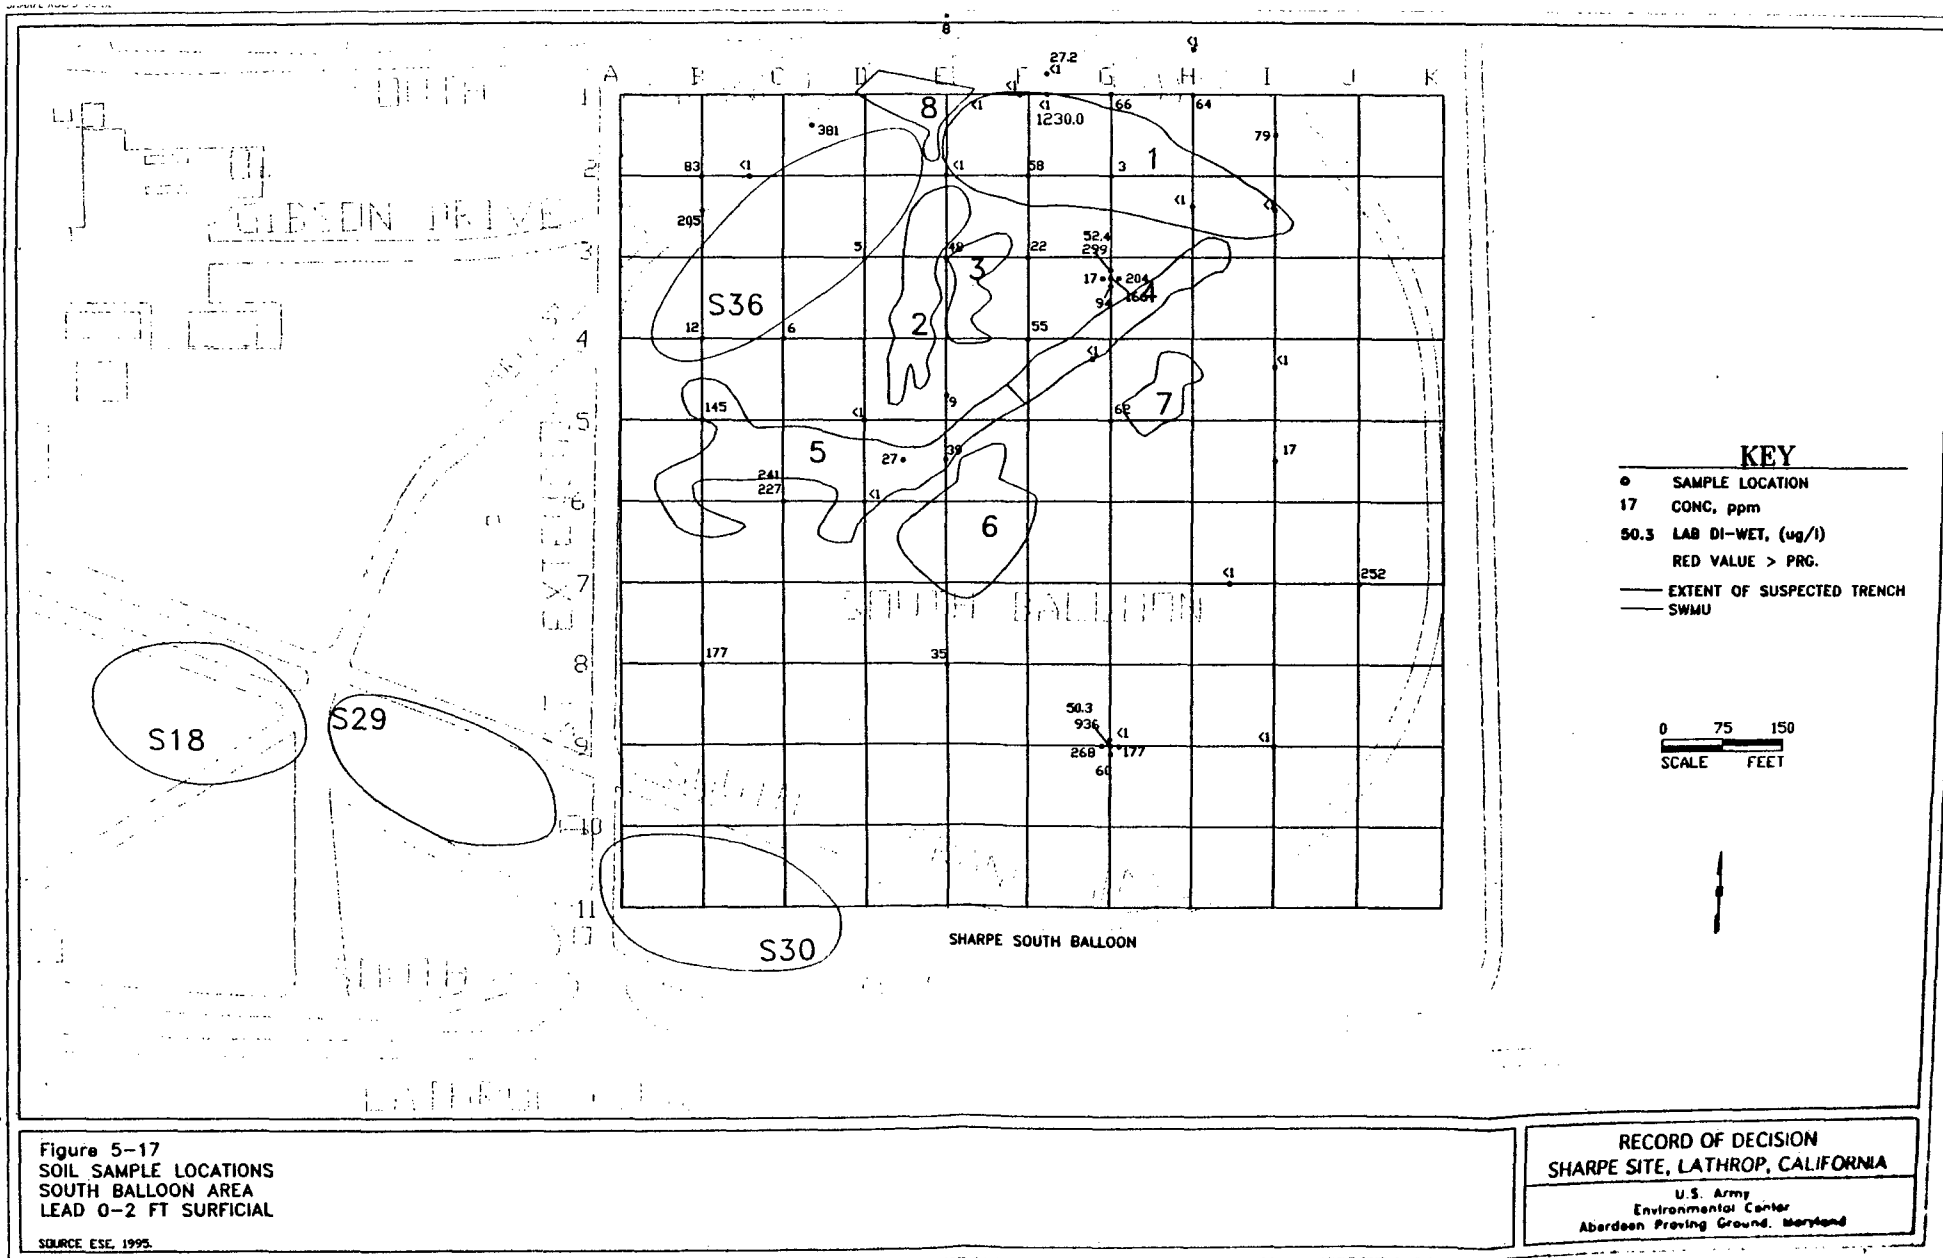 8
<1
27.2
<1
A B C D E F G H I J K
1
<1
8
<1
<1
66
64
1230.0
381
79
1
2
83
<1
<1
58
3
GIBSON DRIVE
205
<1
<1
52.4
299
3
5
48
22
3
17
204
4
94
S36
2
4
12
6
55
<1
<1
7
9
5
145
<1
62
5
27
39
17
241
227
<1
6
6
7
<1
252
SOUTH BALLOON
8
177
35
S18
S29
50.3
936
<1
9
268
177
<1
60
10
11
S30
SHARPE SOUTH BALLOON
SOUTH
KEY
SAMPLE LOCATION
17 CONC, ppm
50.3 LAB DI-WET, (ug/l)
RED VALUE > PRG.
EXTENT OF SUSPECTED TRENCH
SWMU
0 75 150
SCALE FEET
Figure 5-17
SOIL SAMPLE LOCATIONS
SOUTH BALLOON AREA
LEAD 0-2 FT SURFICIAL
SOURCE ESE, 1995.
RECORD OF DECISION
SHARPE SITE, LATHROP, CALIFORNIA
U.S. Army
Environmental Center
Aberdeen Proving Ground, Maryland